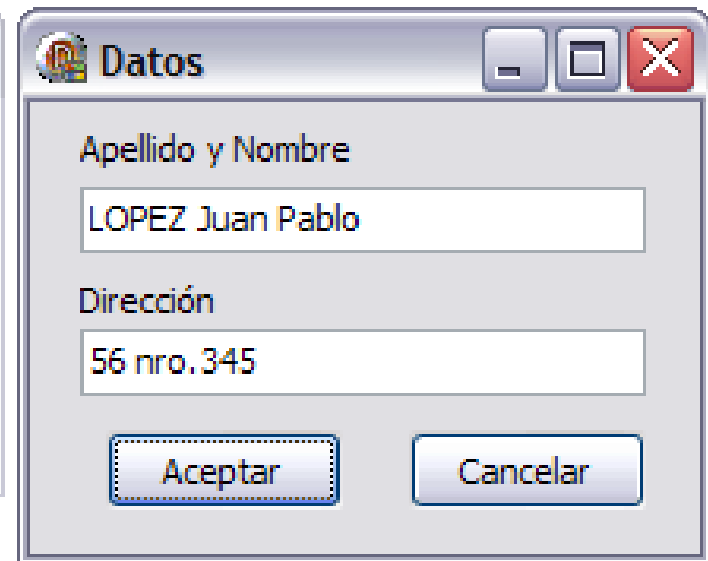 Datos
Apellido y Nombre
LOPEZ Juan Pablo
Dirección
56 nro.345
Aceptar Cancelar